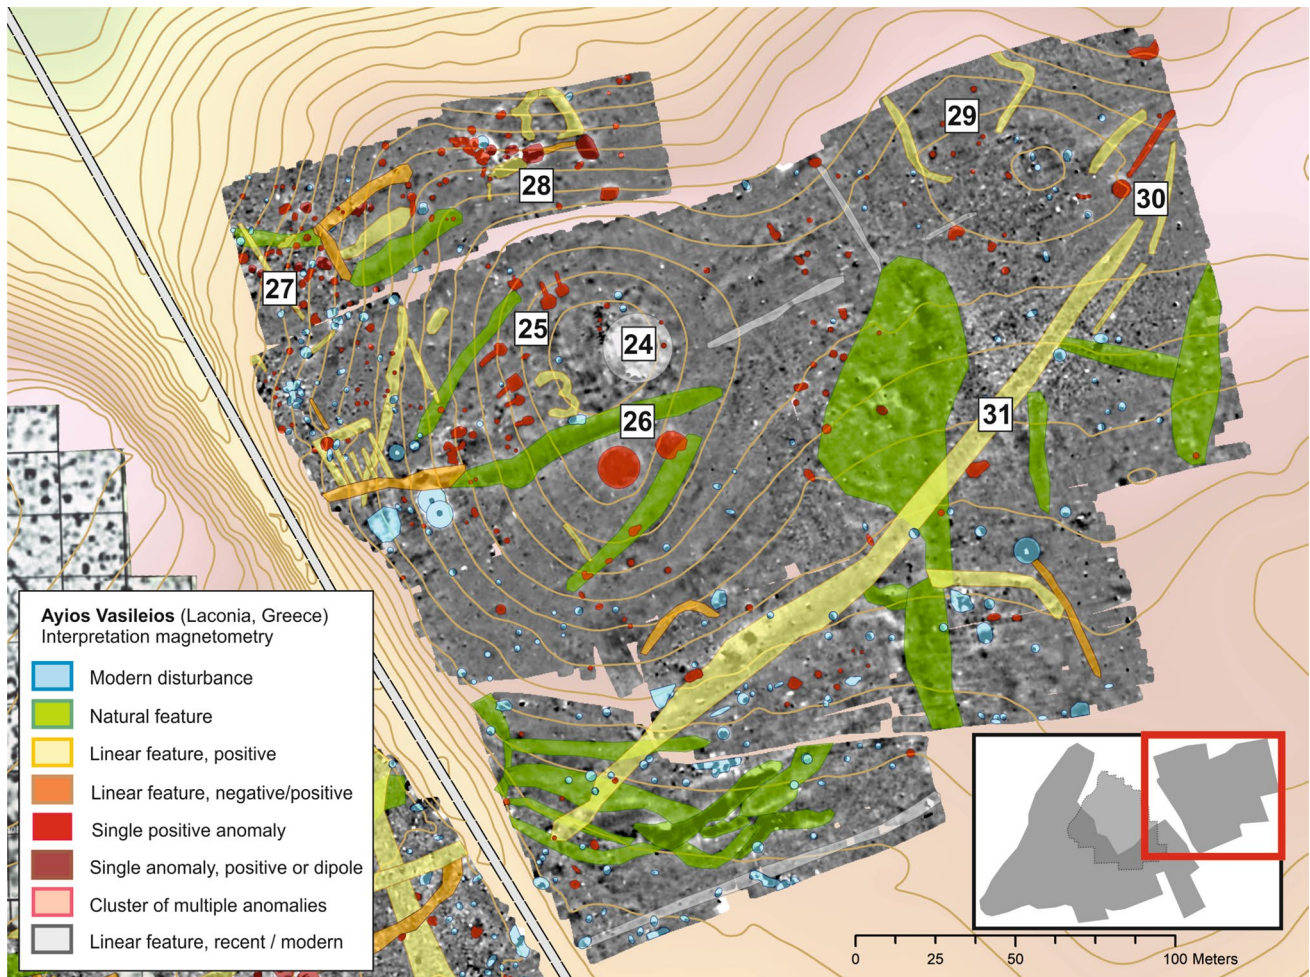 29
28
30
27
25
24
26
31
Ayios Vasileios (Laconia, Greece)
Interpretation magnetometry
Modern disturbance
Natural feature
Linear feature, positive
Linear feature, negative/positive
Single positive anomaly
Single anomaly, positive or dipole
Cluster of multiple anomalies
Linear feature, recent / modern
0 25 50 100 Meters